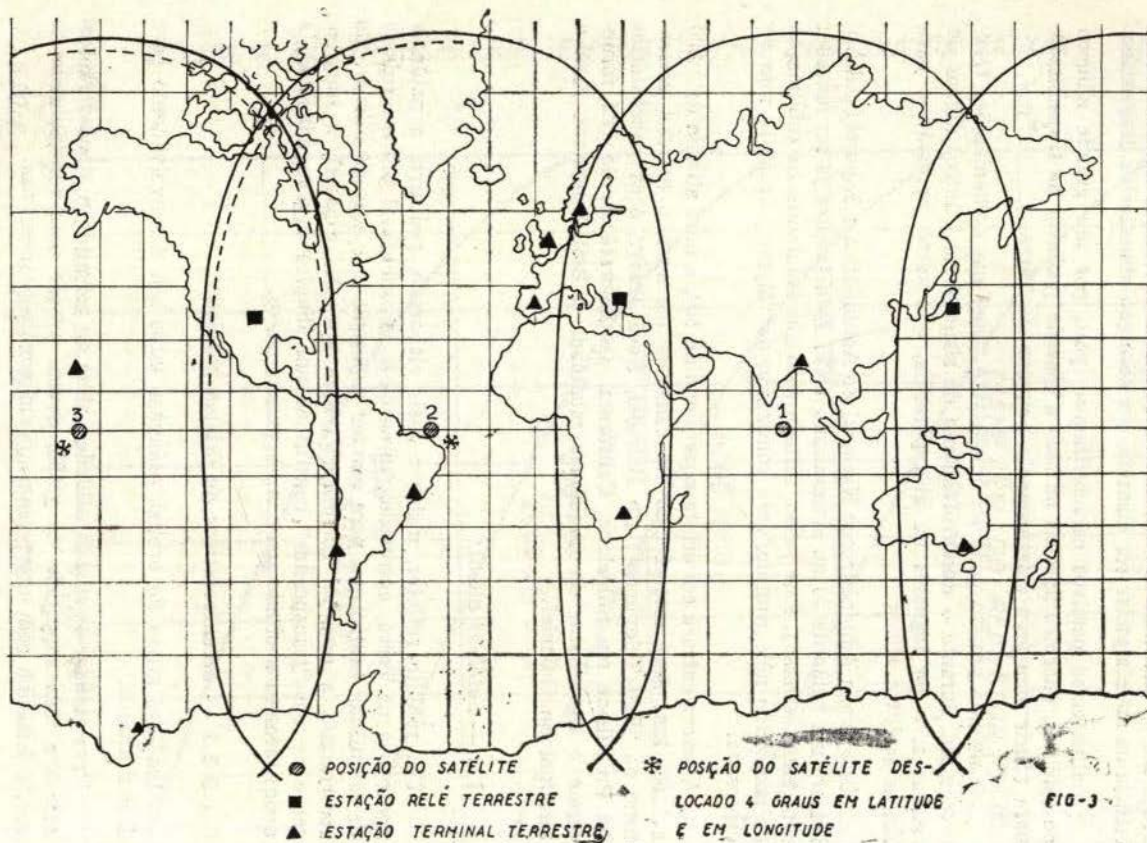 3
2
1
POSIÇÃO DO SATÉLITE
ESTAÇÃO RELÉ TERRESTRE
ESTAÇÃO TERMINAL TERRESTRE
POSIÇÃO DO SATÉLITE DES-
LOCADO 4 GRAUS EM LATITUDE
E EM LONGITUDE
FIG-3